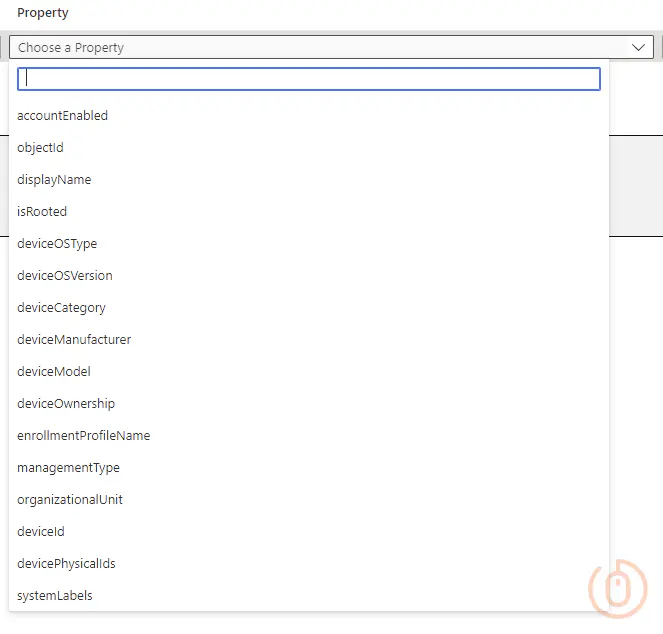 Property
Choose a Property
accountEnabled
objectId
displayName
isRooted
deviceOSType
deviceOSVersion
deviceCategory
deviceManufacturer
deviceModel
deviceOwnership
enrollmentProfileName
managementType
organizationalUnit
deviceId
devicePhysicalIds
systemLabels